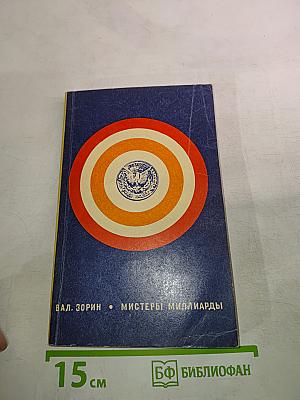 ВАЛ. ЗОРИН • МИСТЕРЫ МИЛЛИАРДЫ
15 см БФ БИБЛИОФАН